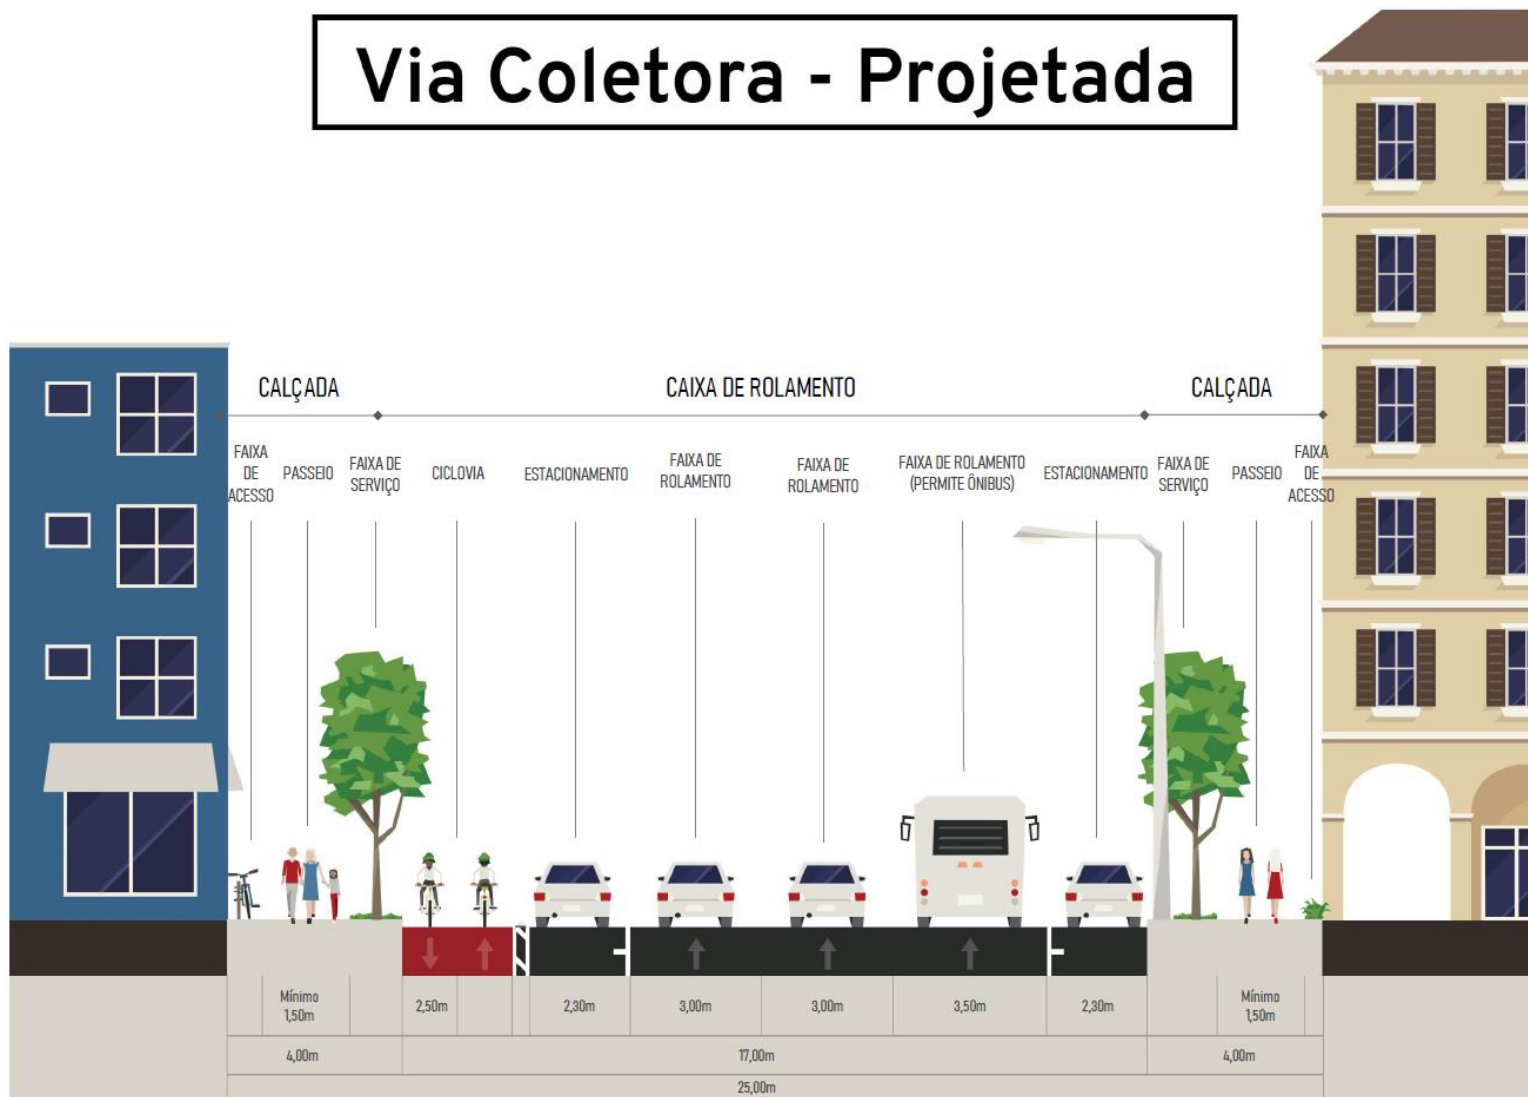 Via Coletora - Projetada
CALÇADA
CAIXA DE ROLAMENTO
CALÇADA
FAIXA
DE
ACESSO
PASSEIO
FAIXA DE
SERVIÇO
CICLOVIA
ESTACIONAMENTO
FAIXA DE
ROLAMENTO
FAIXA DE
ROLAMENTO
FAIXA DE ROLAMENTO
(PERMITE ÔNIBUS)
ESTACIONAMENTO
FAIXA DE
SERVIÇO
PASSEIO
FAIXA
DE
ACESSO
Mínimo
1,50m
2,50m
2,30m
3,00m
3,00m
3,50m
2,30m
Mínimo
1,50m
4,00m
17,00m
4,00m
25,00m